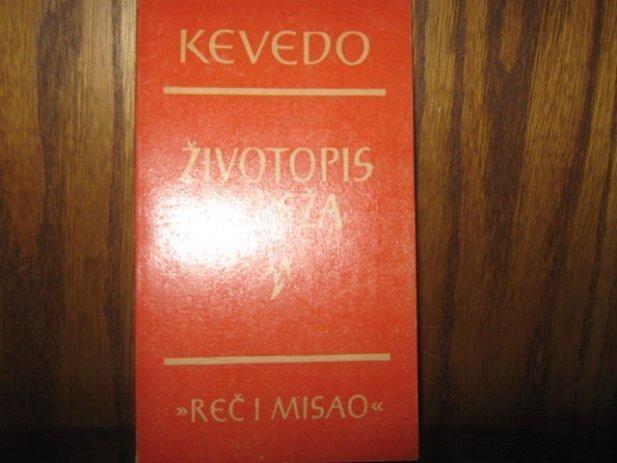 KEVEDO
ŽIVOTOPIS
»REČ I MISAO«